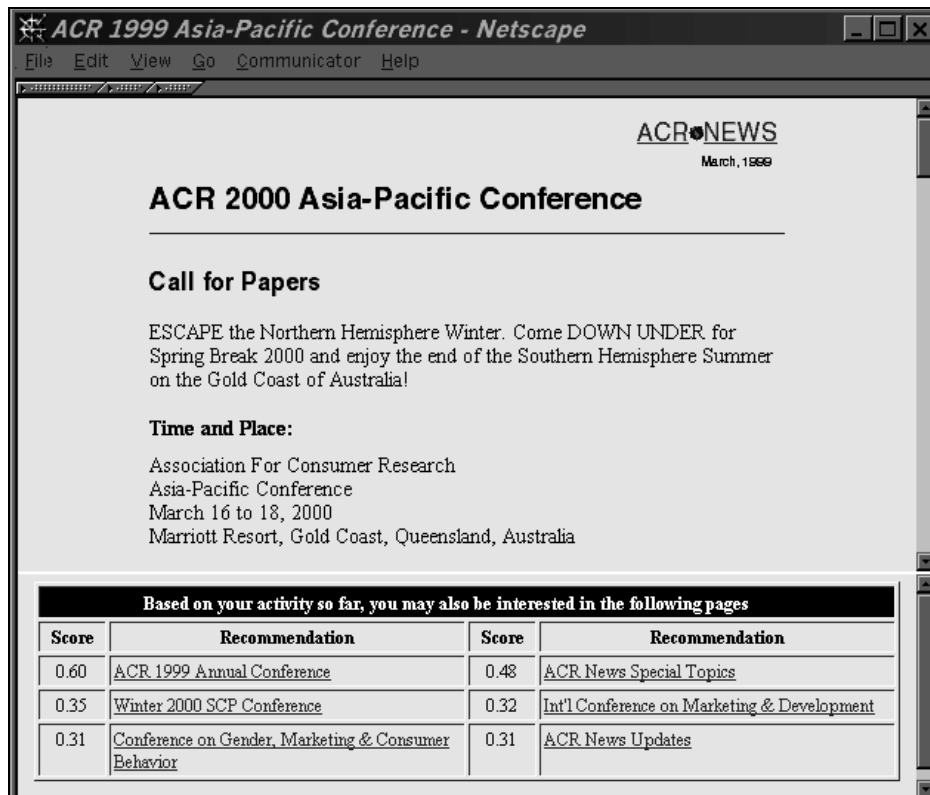 ACR 1999 Asia-Pacific Conference - Netscape
File Edit View Go Communicator Help
ACR NEWS
March, 1999
ACR 2000 Asia-Pacific Conference
Call for Papers
ESCAPE the Northern Hemisphere Winter. Come DOWN UNDER for
Spring Break 2000 and enjoy the end of the Southern Hemisphere Summer
on the Gold Coast of Australia!
Time and Place:
Association For Consumer Research
Asia-Pacific Conference
March 16 to 18, 2000
Marriott Resort, Gold Coast, Queensland, Australia
Based on your activity so far, you may also be interested in the following pages
Score Recommendation Score Recommendation
0.60 ACR 1999 Annual Conference 0.48 ACR News Special Topics
0.35 Winter 2000 SCP Conference 0.32 Int'l Conference on Marketing & Development
0.31 Conference on Gender, Marketing & Consumer 0.31 ACR News Updates
Behavior